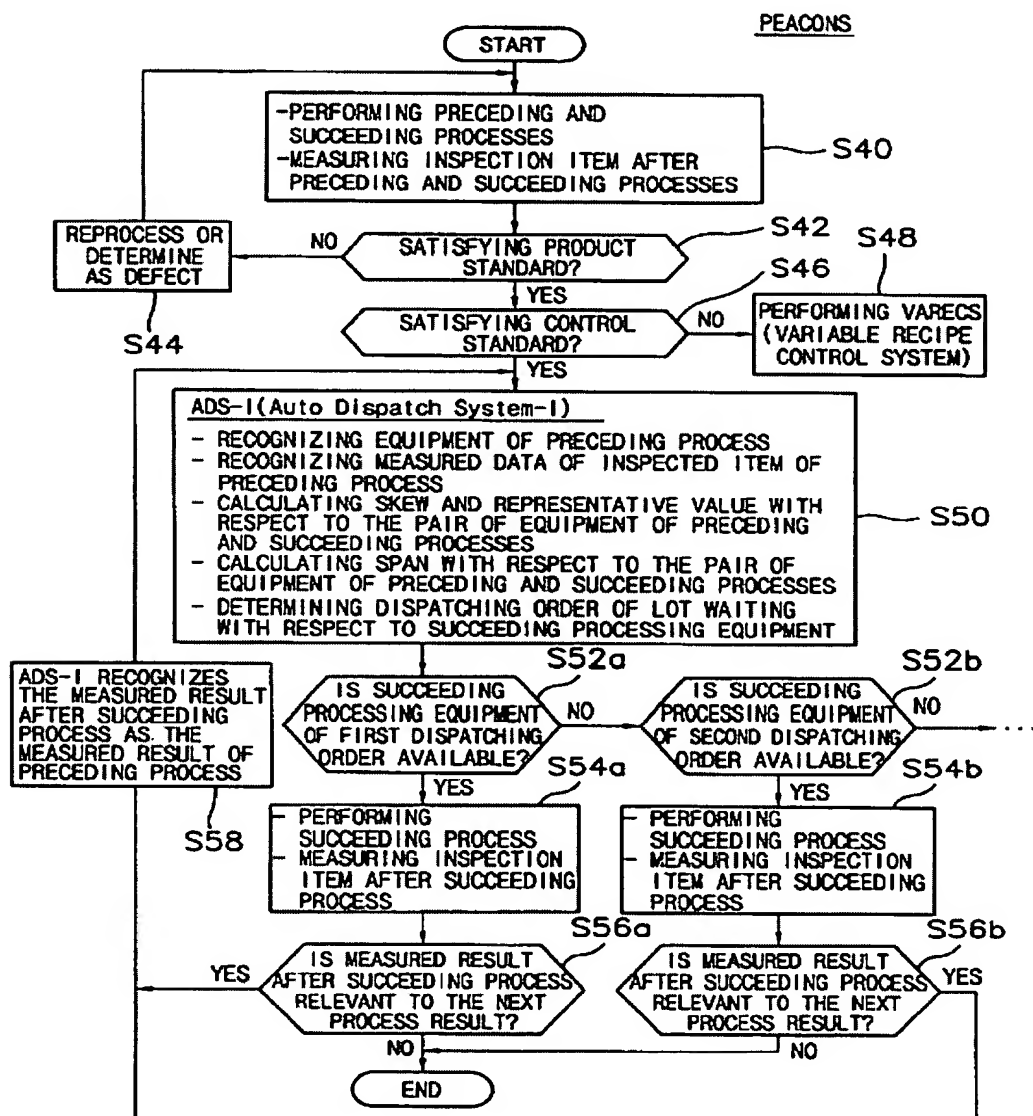 PEACONS
START
-PERFORMING PRECEDING AND
SUCCEEDING PROCESSES
-MEASURING INSPECTION ITEM AFTER
PRECEDING AND SUCCEEDING PROCESSES
S40
REPROCESS OR
DETERMINE
AS DEFECT
S44
NO
SATISFYING PRODUCT
STANDARD?
S42
YES
SATISFYING CONTROL
STANDARD?
S46
NO
S48
PERFORMING VARECS
(VARIABLE RECIPE
CONTROL SYSTEM)
YES
ADS-I(Auto Dispatch System-I)
- RECOGNIZING EQUIPMENT OF PRECEDING PROCESS
- RECOGNIZING MEASURED DATA OF INSPECTED ITEM OF
PRECEDING PROCESS
- CALCULATING SKEW AND REPRESENTATIVE VALUE WITH
RESPECT TO THE PAIR OF EQUIPMENT OF PRECEDING
AND SUCCEEDING PROCESSES
- CALCULATING SPAN WITH RESPECT TO THE PAIR OF
EQUIPMENT OF PRECEDING AND SUCCEEDING PROCESSES
- DETERMINING DISPATCHING ORDER OF LOT WAITING
WITH RESPECT TO SUCCEEDING PROCESSING EQUIPMENT
S50
ADS-I RECOGNIZES
THE MEASURED RESULT
AFTER SUCCEEDING
PROCESS AS THE
MEASURED RESULT OF
PRECEDING PROCESS
S58
S52a
IS SUCCEEDING
PROCESSING EQUIPMENT
OF FIRST DISPATCHING
ORDER AVAILABLE?
NO
S52b
IS SUCCEEDING
PROCESSING EQUIPMENT
OF SECOND DISPATCHING
ORDER AVAILABLE?
NO
...
YES
S54a
- PERFORMING
SUCCEEDING PROCESS
- MEASURING INSPECTION
ITEM AFTER SUCCEEDING
PROCESS
YES
S54b
- PERFORMING
SUCCEEDING PROCESS
- MEASURING INSPECTION
ITEM AFTER SUCCEEDING
PROCESS
S56a
YES
IS MEASURED RESULT
AFTER SUCCEEDING PROCESS
RELEVANT TO THE NEXT
PROCESS RESULT?
S56b
IS MEASURED RESULT
AFTER SUCCEEDING PROCESS
RELEVANT TO THE NEXT
PROCESS RESULT?
YES
NO
NO
END